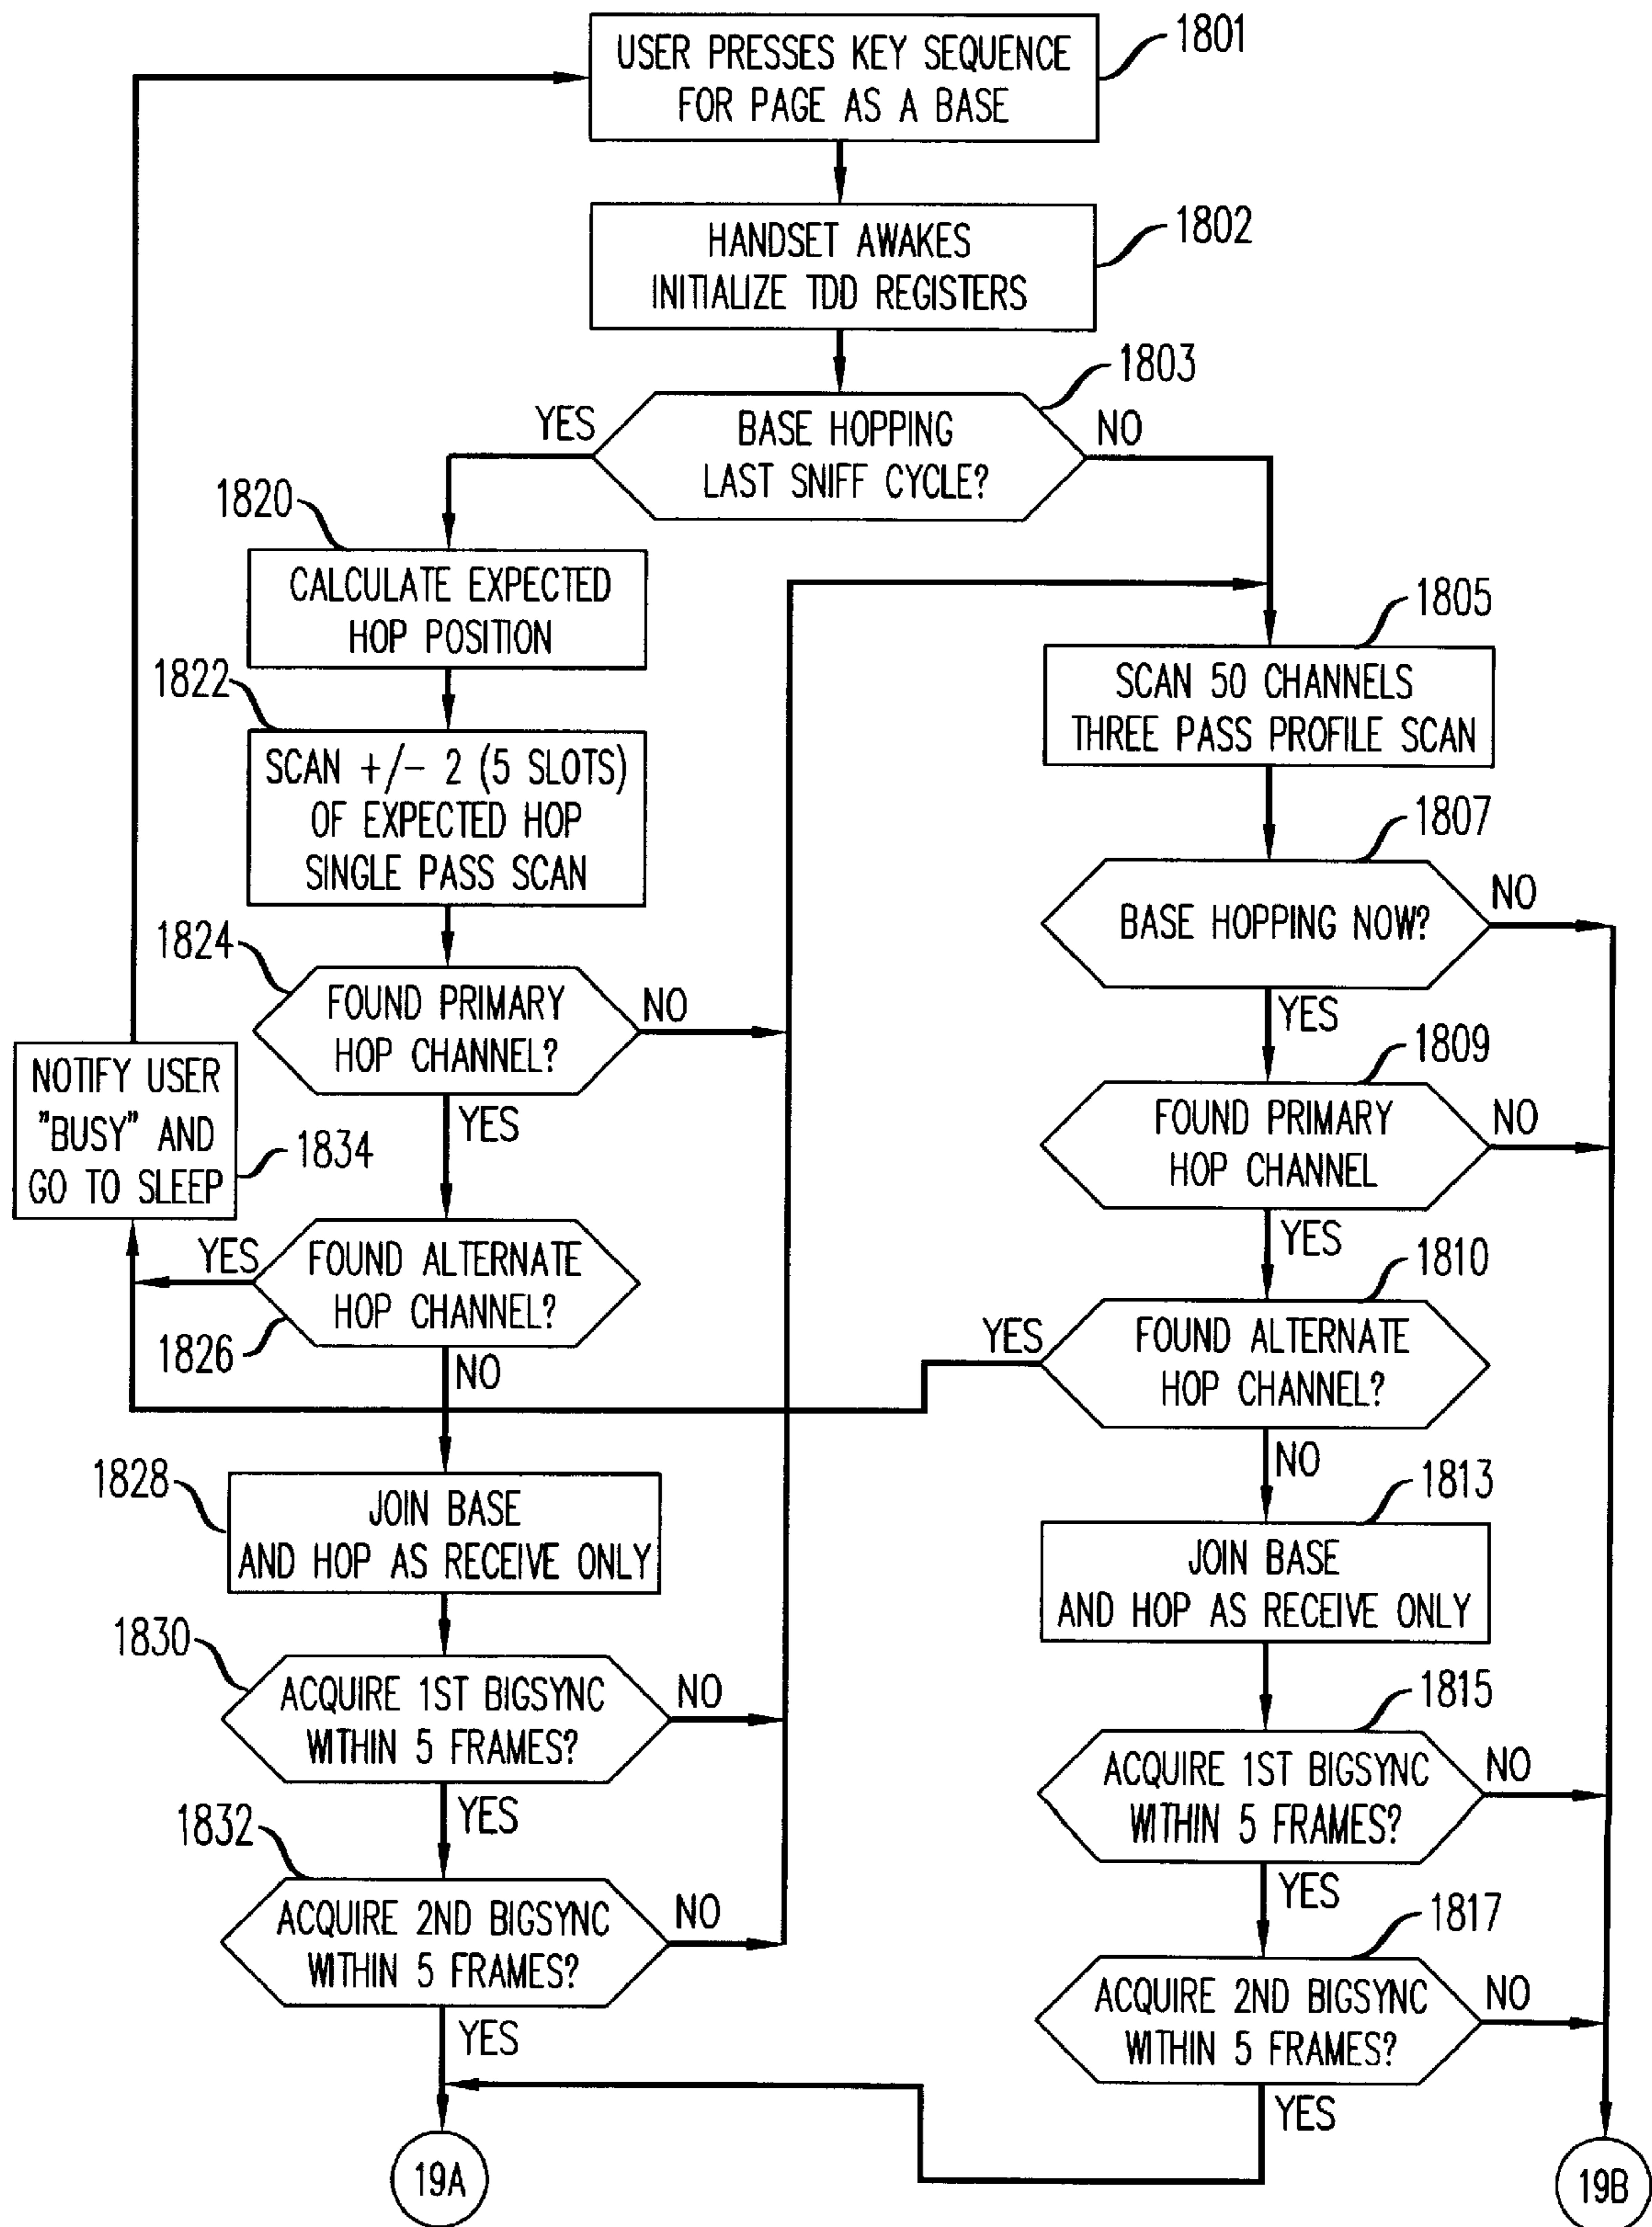 USER PRESSES KEY SEQUENCE
FOR PAGE AS A BASE
1801
HANDSET AWAKES
INITIALIZE TDD REGISTERS
1802
1803
YES
BASE HOPPING
LAST SNIFF CYCLE?
NO
1820
CALCULATE EXPECTED
HOP POSITION
1805
SCAN 50 CHANNELS
THREE PASS PROFILE SCAN
1822
SCAN +/- 2 (5 SLOTS)
OF EXPECTED HOP
SINGLE PASS SCAN
1807
BASE HOPPING NOW?
NO
YES
1824
FOUND PRIMARY
HOP CHANNEL?
NO
YES
1809
FOUND PRIMARY
HOP CHANNEL
NO
YES
NOTIFY USER
"BUSY" AND
GO TO SLEEP
1834
YES
FOUND ALTERNATE
HOP CHANNEL?
1826
NO
1810
YES
FOUND ALTERNATE
HOP CHANNEL?
NO
1828
JOIN BASE
AND HOP AS RECEIVE ONLY
1813
JOIN BASE
AND HOP AS RECEIVE ONLY
1830
ACQUIRE 1ST BIGSYNC
WITHIN 5 FRAMES?
NO
YES
1815
ACQUIRE 1ST BIGSYNC
WITHIN 5 FRAMES?
NO
YES
1832
ACQUIRE 2ND BIGSYNC
WITHIN 5 FRAMES?
NO
YES
1817
ACQUIRE 2ND BIGSYNC
WITHIN 5 FRAMES?
NO
YES
19A
19B